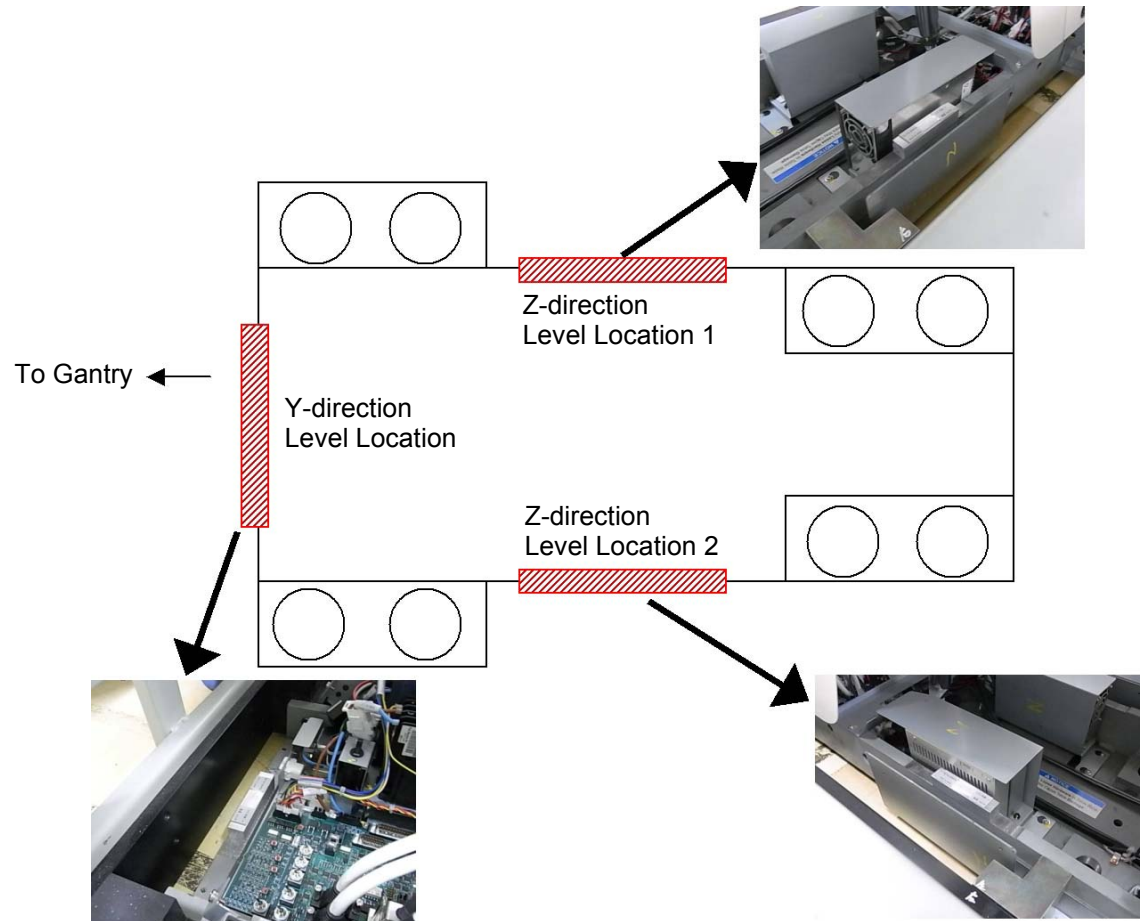 Z-direction
Level Location 1
To Gantry
Y-direction
Level Location
Z-direction
Level Location 2